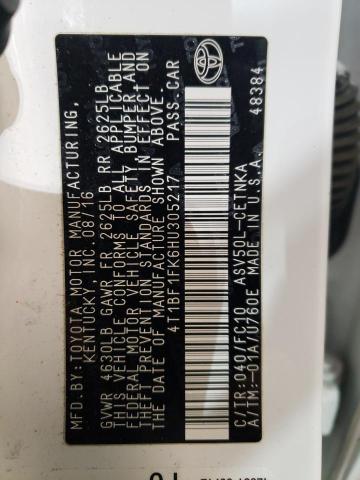 MFD. BY: TOYOTA MOTOR MANUFACTURING,
KENTUCKY, INC. 08/16
GVWR 4630LB GAWR FR 2625LB RR 2625LB
THIS VEHICLE CONFORMS TO ALL APPLICABLE
FEDERAL MOTOR VEHICLE SAFETY, BUMPER, AND
THEFT PREVENTION STANDARDS IN EFFECT ON
THE DATE OF MANUFACTURE SHOWN ABOVE.
4T1BF1FK6HU305217 PASS. CAR
C/TR: 040/FC10 ASV50L-CETNKA
A/TM: -01A/U760E MADE IN U.S.A.
48384